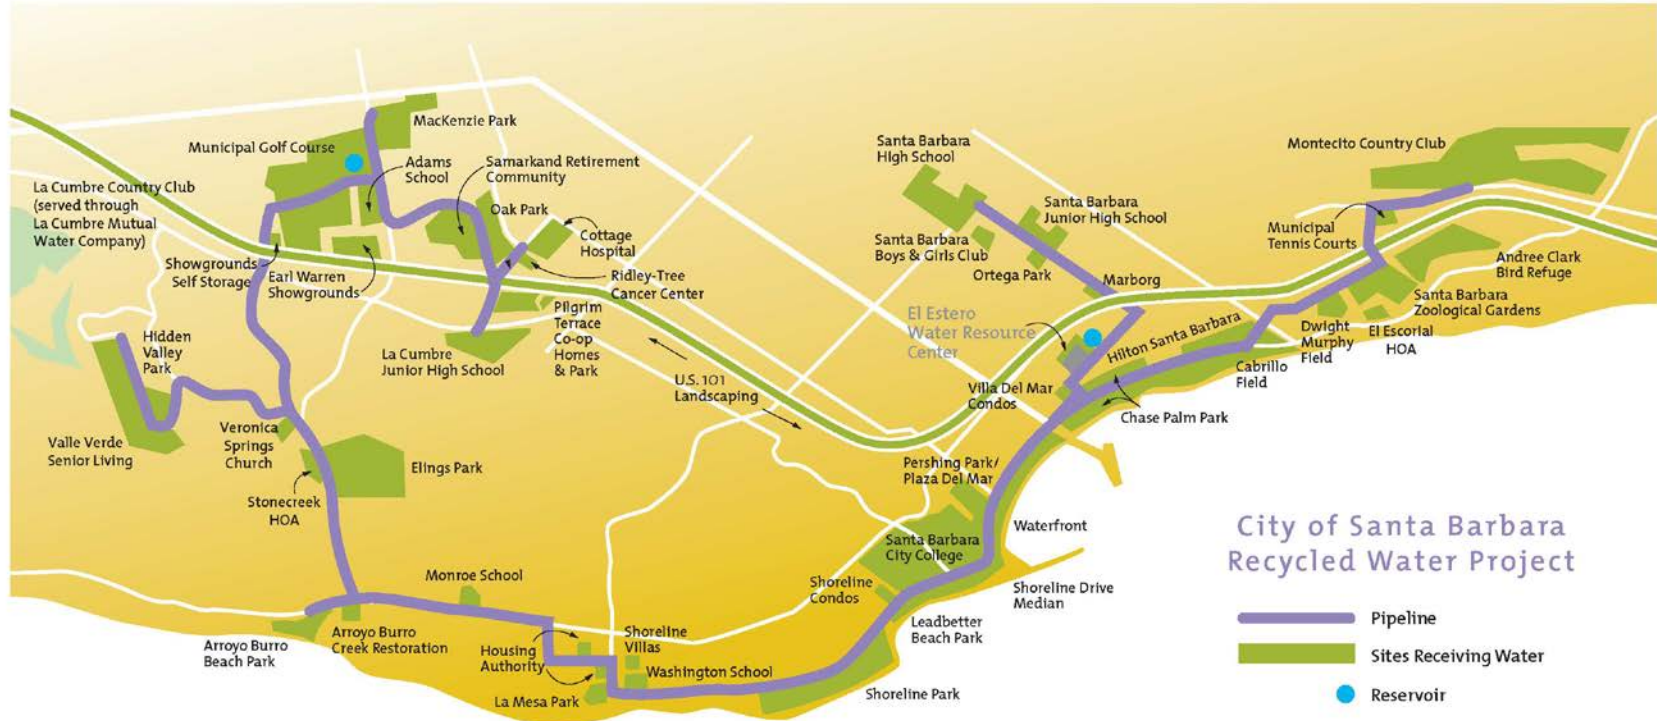 MacKenzie Park
Municipal Golf Course
Adams
School
Samarkand Retirement
Community
La Cumbre Country Club
(served through
La Cumbre Mutual
Water Company)
Oak Park
Cottage
Hospital
Showgrounds
Self Storage
Earl Warren
Showgrounds
Ridley-Tree
Cancer Center
Pilgrim
Terrace
Co-op
Homes
& Park
Hidden
Valley
Park
La Cumbre
Junior High School
U.S. 101
Landscaping
Valle Verde
Senior Living
Veronica
Springs
Church
Elings Park
Stonecreek
HOA
Santa Barbara
High School
Santa Barbara
Junior High School
Santa Barbara
Boys & Girls Club
Ortega Park
Marborg
Montecito Country Club
Municipal
Tennis Courts
Andree Clark
Bird Refuge
Santa Barbara
Zoological Gardens
El Escorial
HOA
Dwight
Murphy
Field
Cabrillo
Field
El Estero
Water Resource
Center
Hilton Santa Barbara
Villa Del Mar
Condos
Chase Palm Park
Pershing Park/
Plaza Del Mar
Waterfront
Santa Barbara
City College
Shoreline
Condos
Shoreline Drive
Median
Leadbetter
Beach Park
Monroe School
Arroyo Burro
Beach Park
Arroyo Burro
Creek Restoration
Housing
Authority
Shoreline
Villas
Washington School
La Mesa Park
Shoreline Park
City of Santa Barbara
Recycled Water Project
Pipeline
Sites Receiving Water
Reservoir